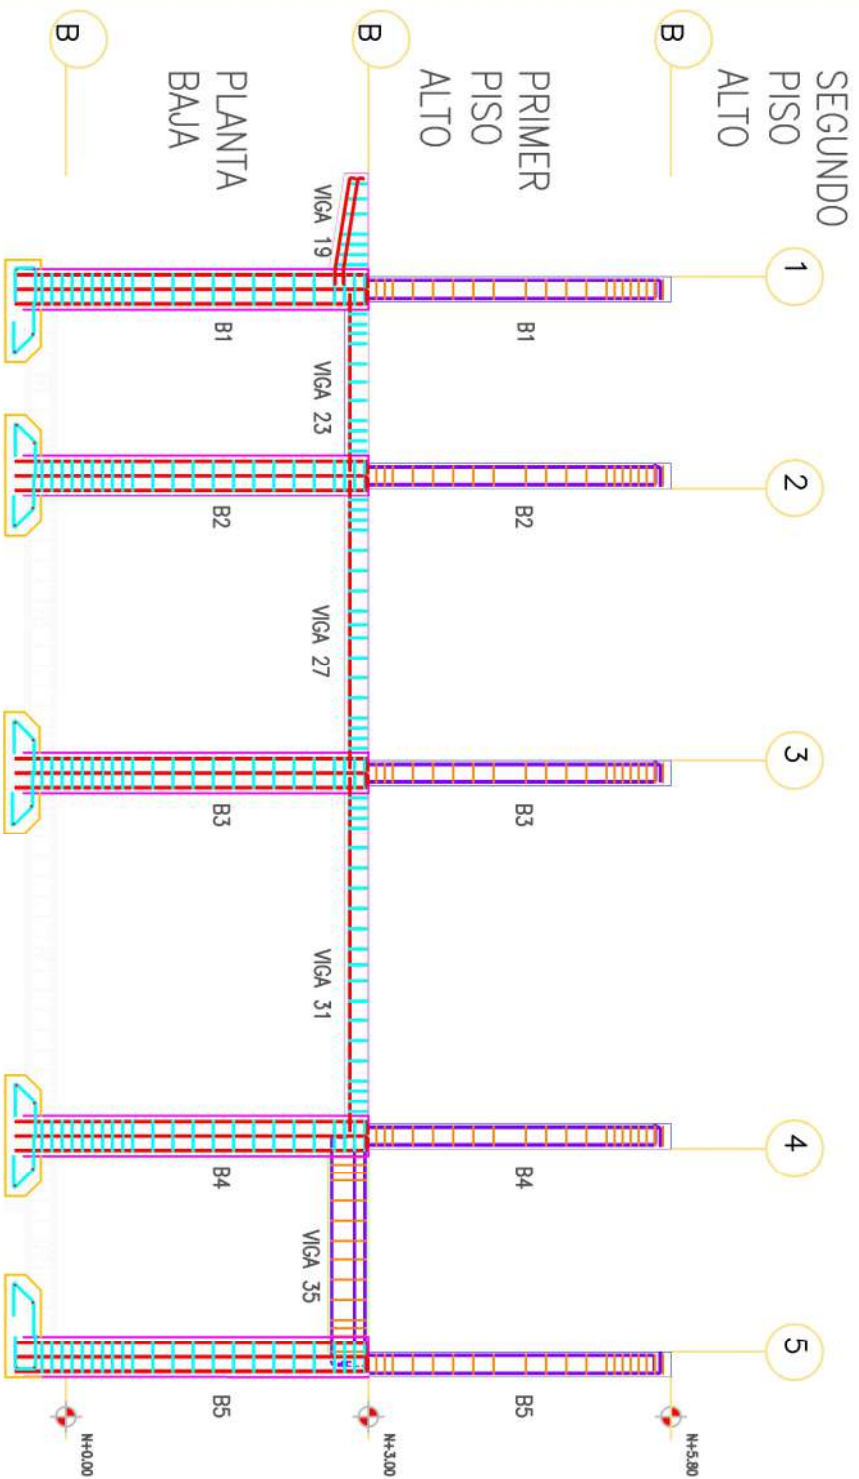 1
2
3
4
5
SEGUNDO
PISO
ALTO
B
N+5.80
B1
B2
B3
B4
B5
PRIMER
PISO
ALTO
B
N+3.00
VIGA 19
VIGA 23
VIGA 27
VIGA 31
VIGA 35
B1
B2
B3
B4
B5
PLANTA
BAJA
B
N+0.00